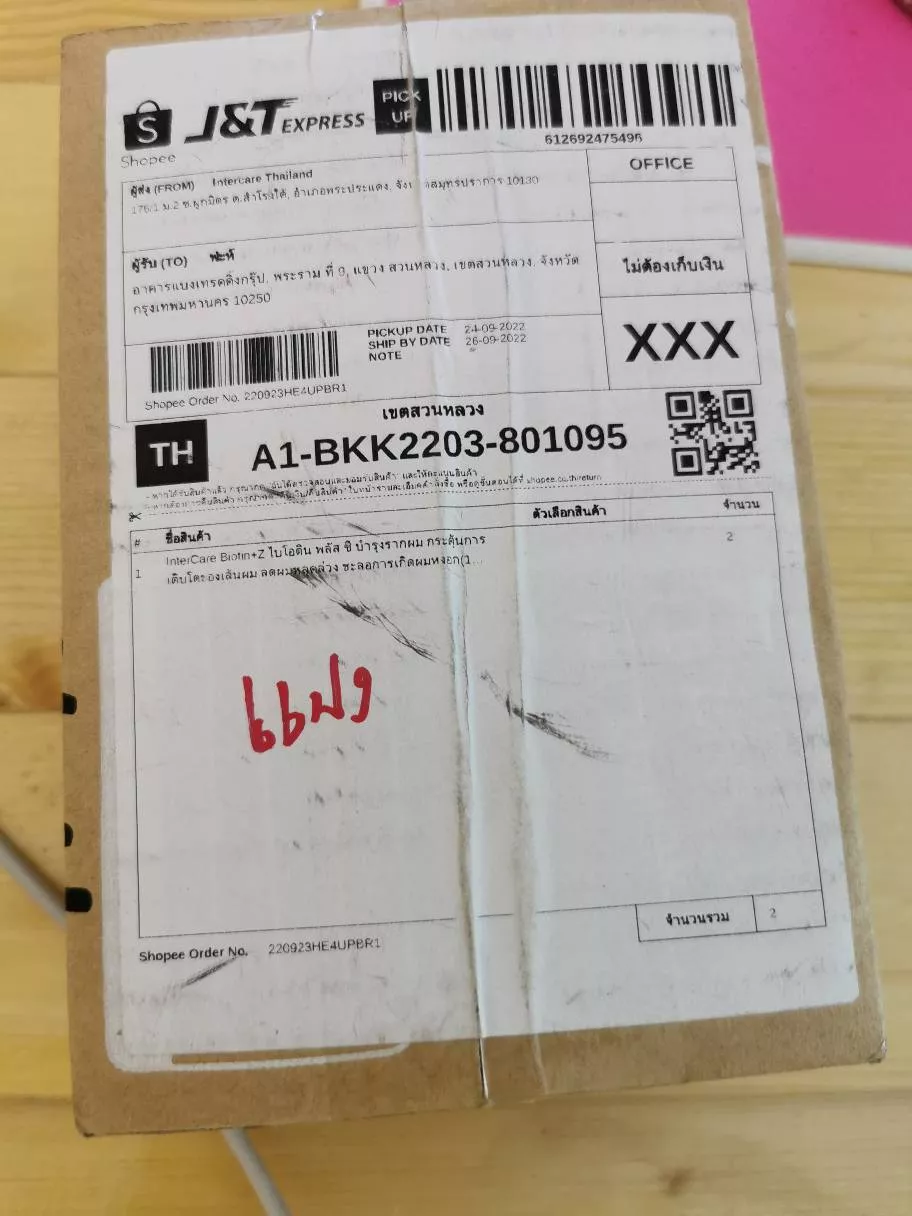 S
Shopee
J&T EXPRESS
PICK UP
612692475496
ผู้ส่ง (FROM) Intercare Thailand
176/1 ม.2 ซ.ผูกมิตร ต.สำโรงใต้, อำเภอพระประแดง, สมุทรปราการ 10130
OFFICE
ผู้รับ (TO) ฟะห์
อาคารแบงเทรดดิ้งกรุ๊ป, พระราม ที่ 9, แขวง สวนหลวง, เขตสวนหลวง, จังหวัด
กรุงเทพมหานคร 10250
ไม่ต้องเก็บเงิน
XXX
PICKUP DATE 24-09-2022
SHIP BY DATE 26-09-2022
NOTE
Shopee Order No. 220923HE4UPBR1
เขตสวนหลวง
TH
A1-BKK2203-801095
# ชื่อสินค้า ตัวเลือกสินค้า จำนวน
1 InterCare Biotin+Z ไบโอติน พลัส ซี บำรุงรากผม กระตุ้นการ 2
เติบโตของเส้นผม ลดผมหลุดล่วง ชะลอการเกิดผมหงอก(1...
แฝง
จำนวนรวม 2
Shopee Order No. 220923HE4UPBR1